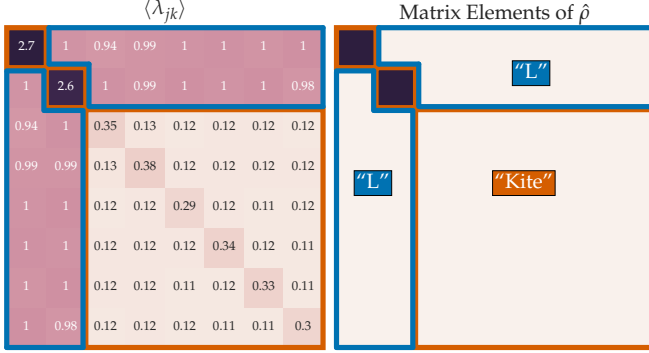 ⟨λjk⟩
2.7 1 0.94 0.99 1 1 1 1
1 2.6 1 0.99 1 1 1 0.98
0.94 1 0.35 0.13 0.12 0.12 0.12 0.12
0.99 0.99 0.13 0.38 0.12 0.12 0.12 0.12
1 1 0.12 0.12 0.29 0.12 0.11 0.12
1 1 0.12 0.12 0.12 0.34 0.12 0.11
1 1 0.12 0.12 0.11 0.12 0.33 0.11
1 0.98 0.12 0.12 0.12 0.11 0.11 0.3
Matrix Elements of ρ̂
“L”
“L” “Kite”